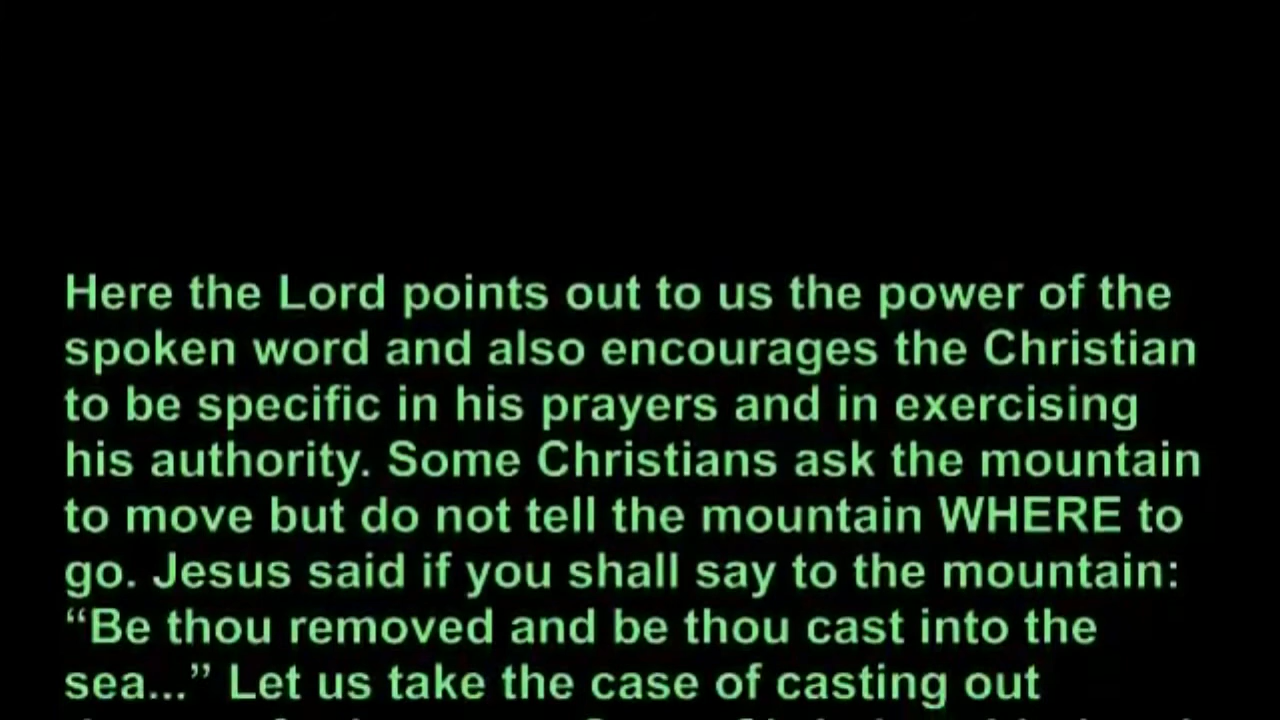 Here the Lord points out to us the power of the
spoken word and also encourages the Christian
to be specific in his prayers and in exercising
his authority. Some Christians ask the mountain
to move but do not tell the mountain WHERE to
go. Jesus said if you shall say to the mountain:
“Be thou removed and be thou cast into the
sea...” Let us take the case of casting out